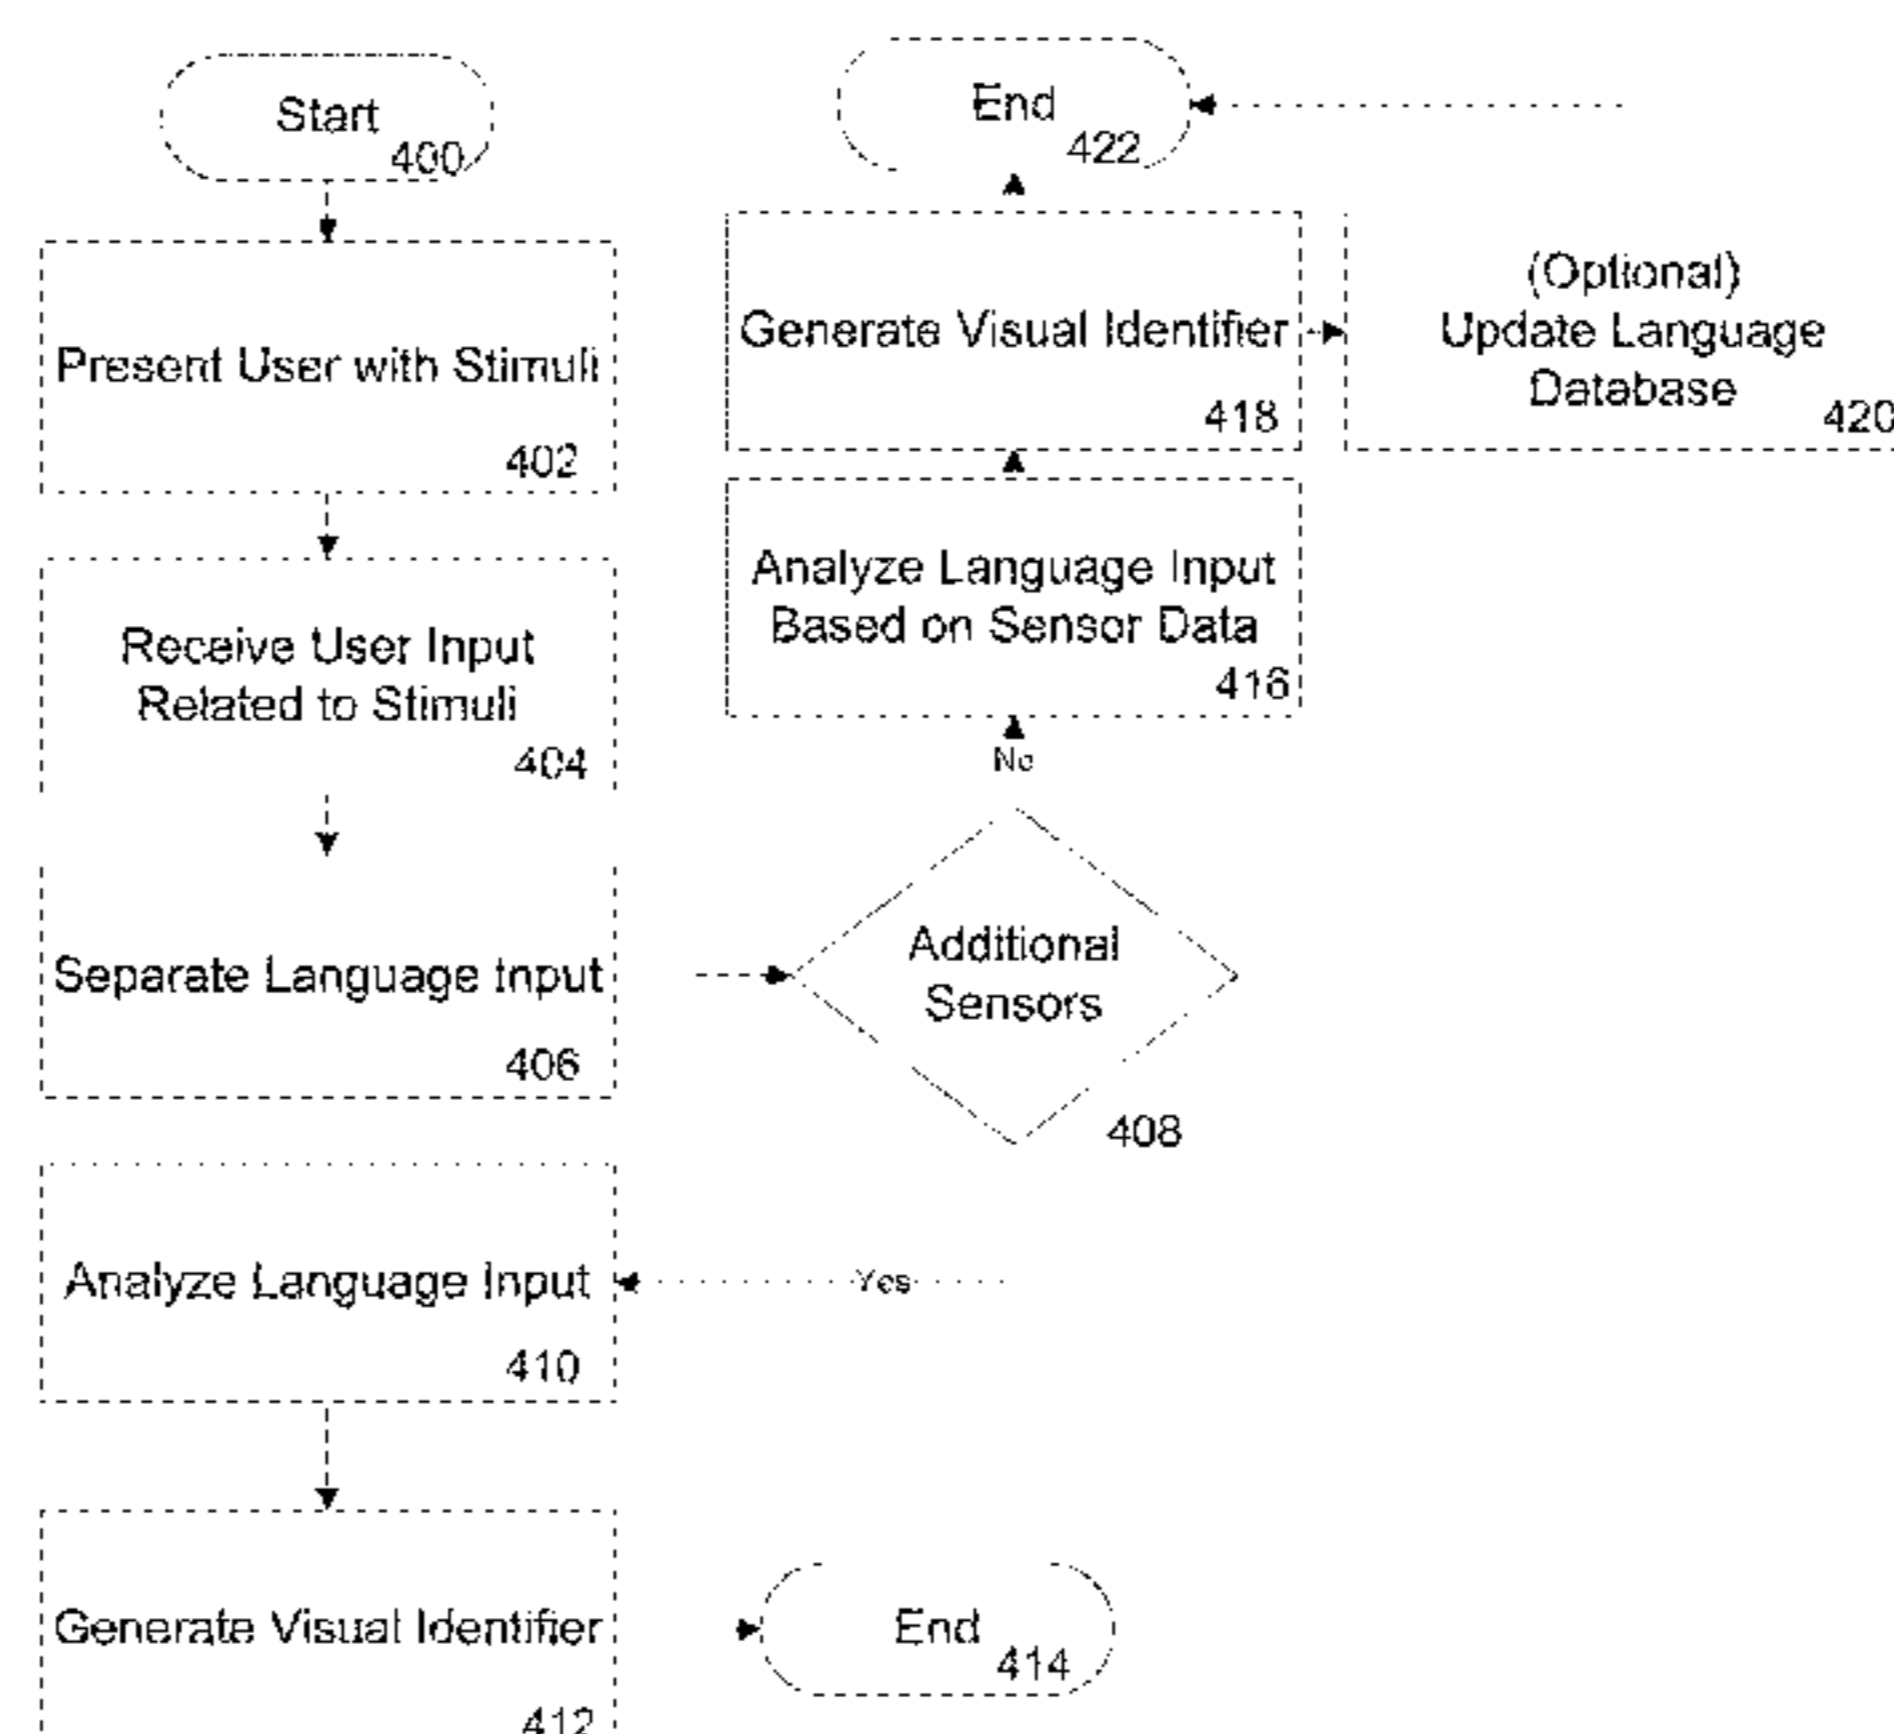 Start
400
Present User with Stimuli
402
Receive User Input
Related to Stimuli
404
Separate Language Input
406
Additional
Sensors
408
Yes
Analyze Language Input
410
Generate Visual Identifier
412
End
414
No
Analyze Language Input
Based on Sensor Data
416
Generate Visual Identifier
418
(Optional)
Update Language
Database
420
End
422